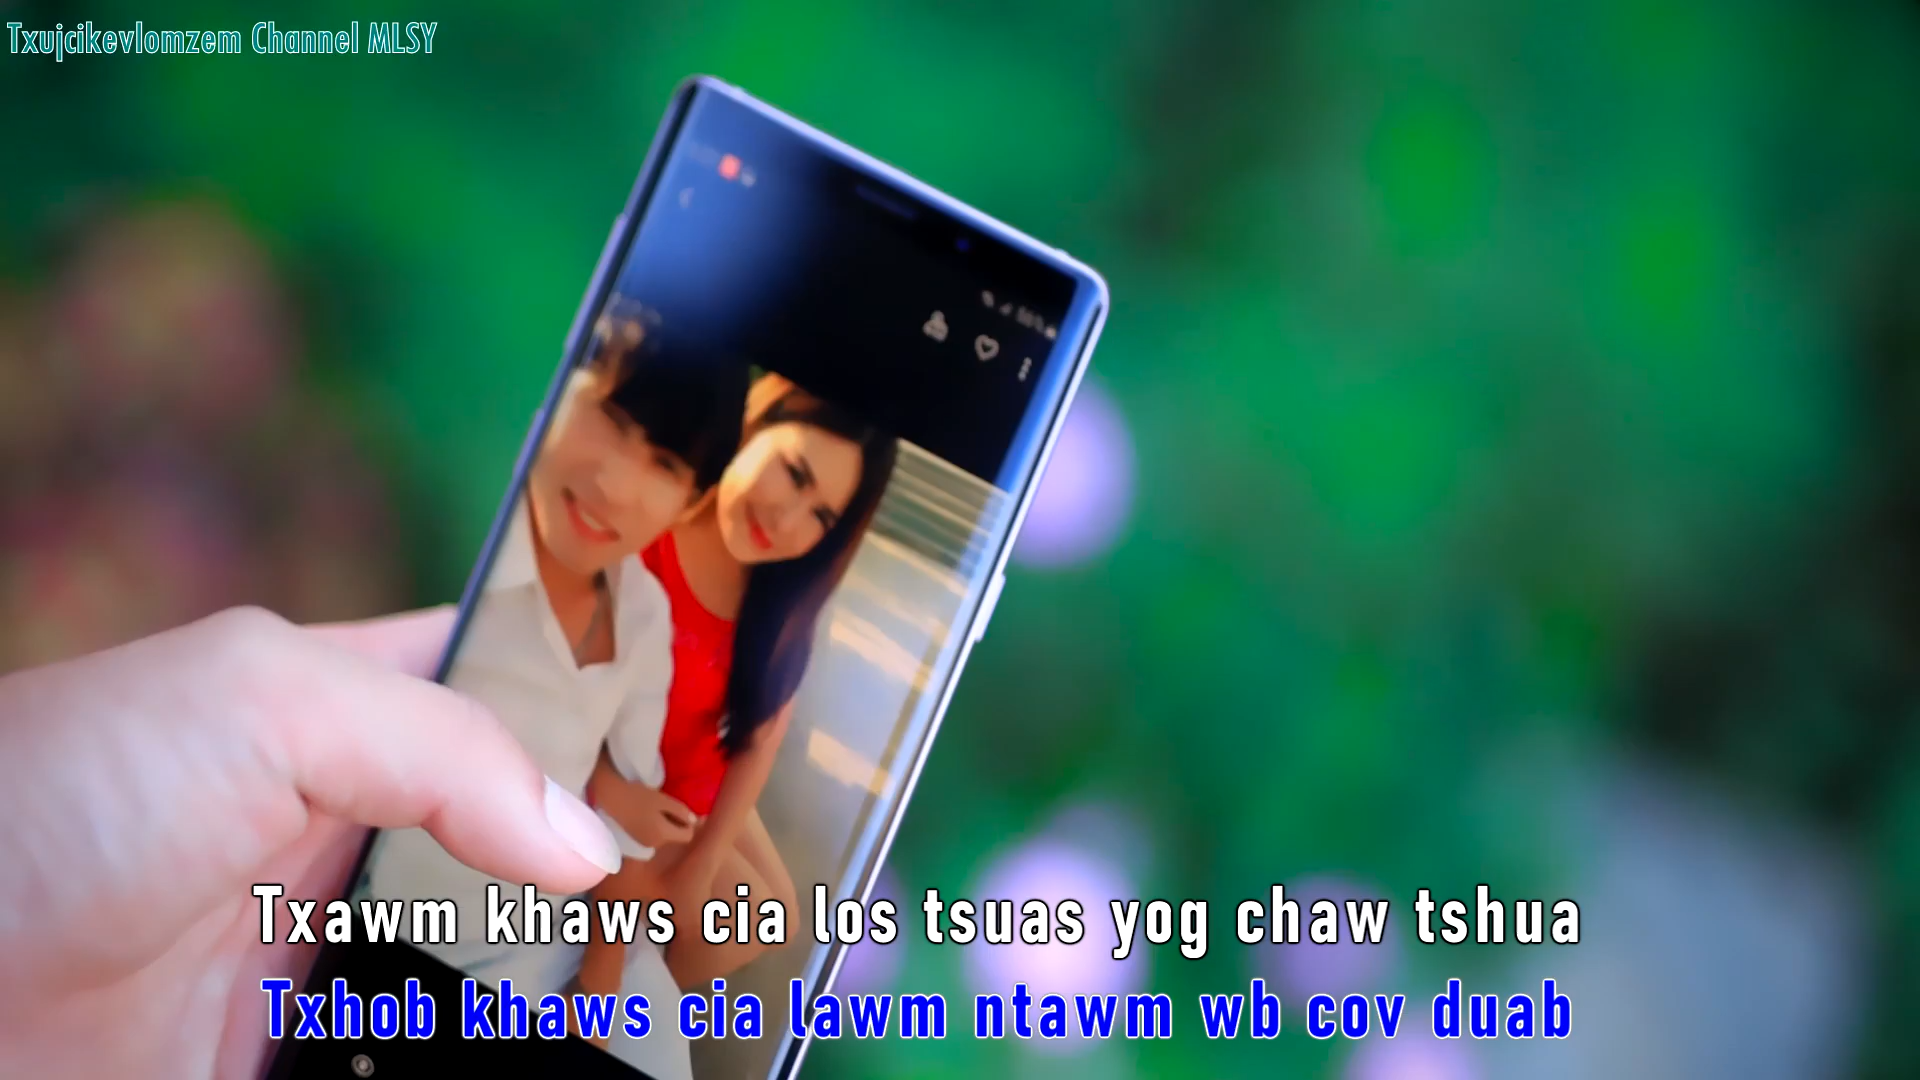 Txujcikevlomzem Channel MLSY
Txawm khaws cia los tsuas yog chaw tshua
Txhob khaws cia lawm ntawm wb cov duab